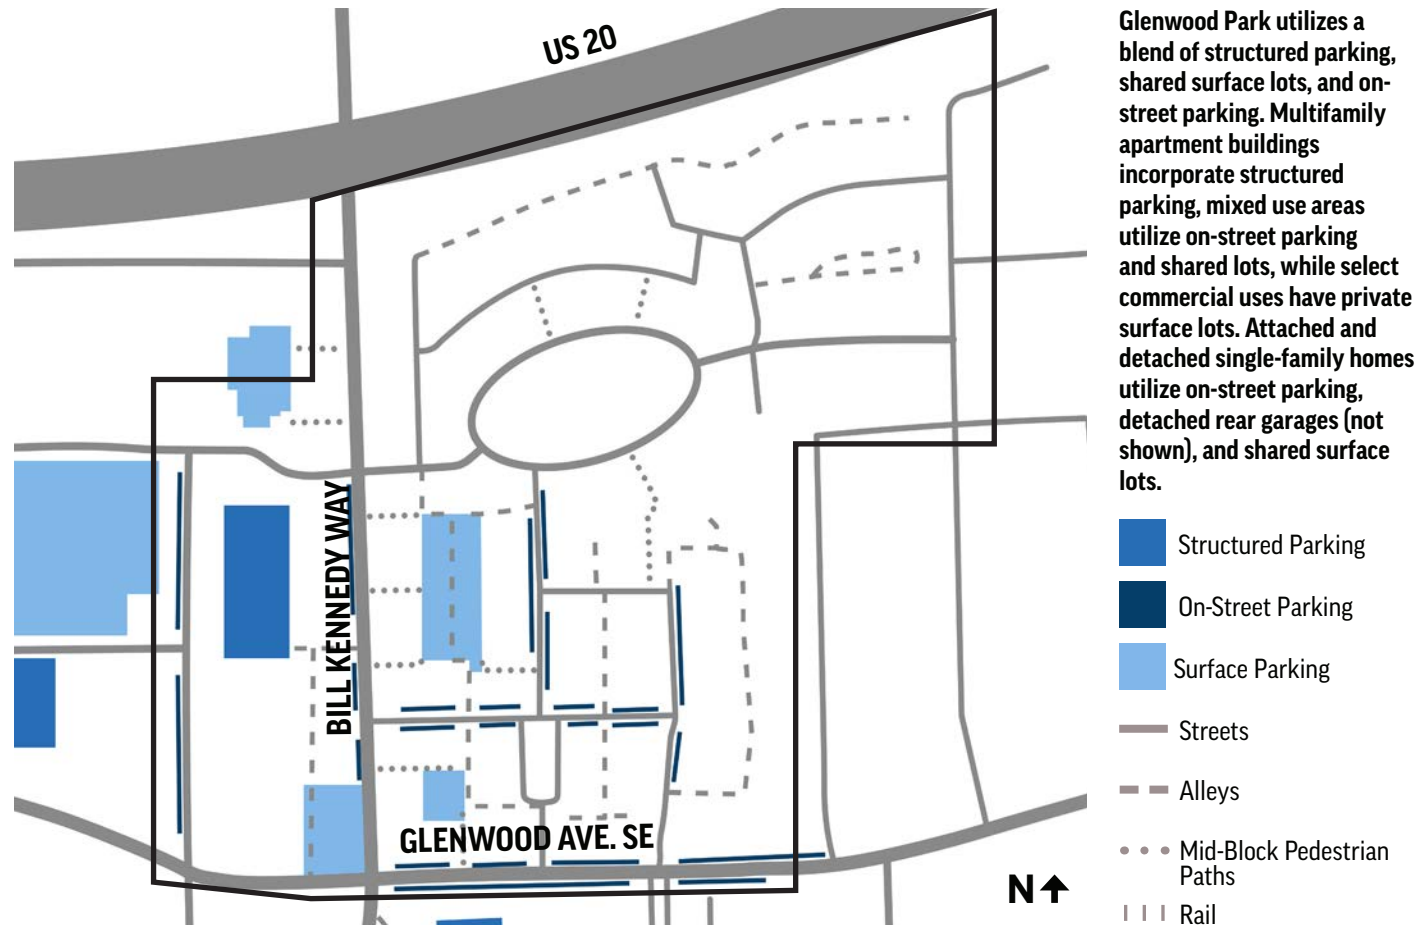 US 20
BILL KENNEDY WAY
GLENWOOD AVE. SE
N
Glenwood Park utilizes a
blend of structured parking,
shared surface lots, and on-
street parking. Multifamily
apartment buildings
incorporate structured
parking, mixed use areas
utilize on-street parking
and shared lots, while select
commercial uses have private
surface lots. Attached and
detached single-family homes
utilize on-street parking,
detached rear garages (not
shown), and shared surface
lots.
Structured Parking
On-Street Parking
Surface Parking
Streets
Alleys
Mid-Block Pedestrian
Paths
Rail